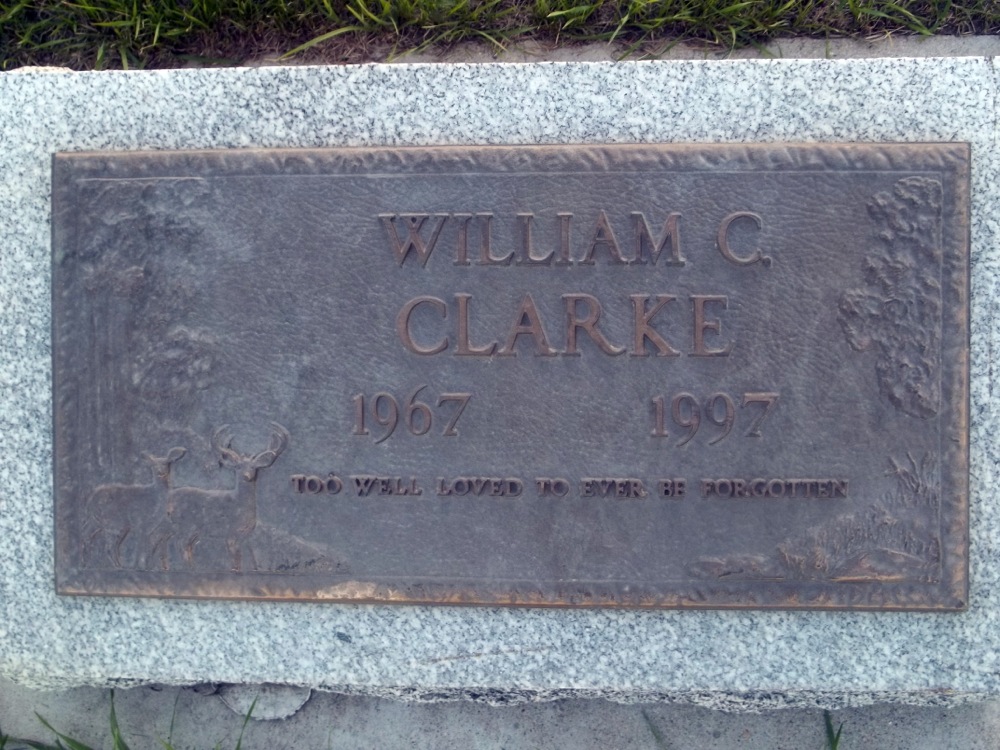 WILLIAM C.
CLARKE
1967 1997
TOO WELL LOVED TO EVER BE FORGOTTEN